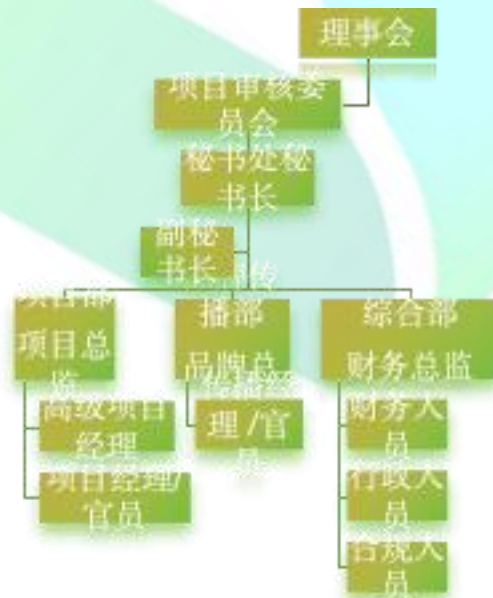 理事会
项目审核委
员会
秘书处秘
书长
副秘
书长
传
播部
品牌总
项目部
项目总
监
综合部
财务总监
传播经
理/官
员
高级项目
经理
项目经理/
官员
财务人
员
行政人
员
合规人
员